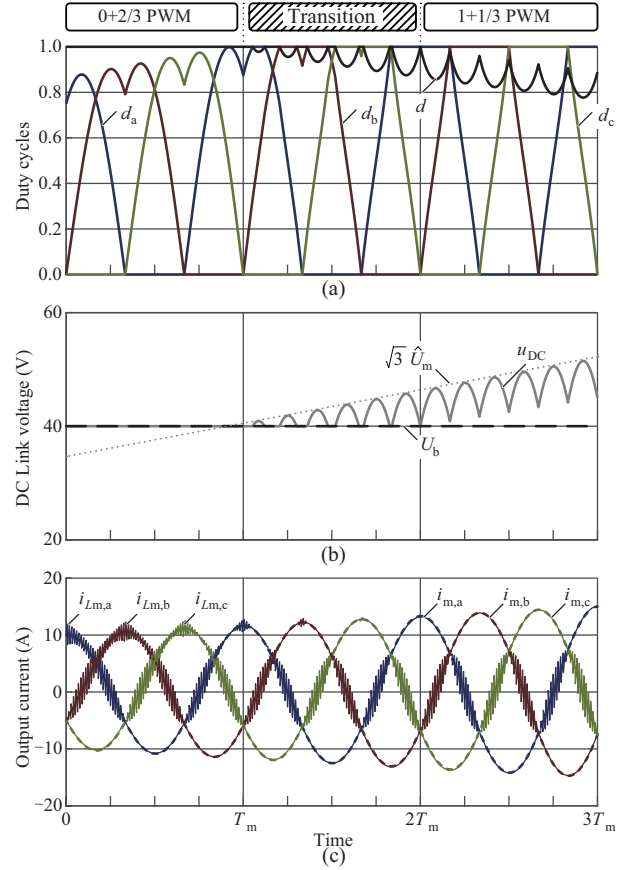 0+2/3 PWM Transition 1+1/3 PWM
1.0
0.8
0.6
0.4
0.2
0.0
Duty cycles
d_a
d_b
d
d_c
(a)
60
40
20
DC Link voltage (V)
√3 Û_m
u_DC
U_b
(b)
20
10
0
−10
−20
Output current (A)
i_Lm,a
i_Lm,b
i_Lm,c
i_m,a
i_m,b
i_m,c
0 T_m 2T_m 3T_m
Time
(c)